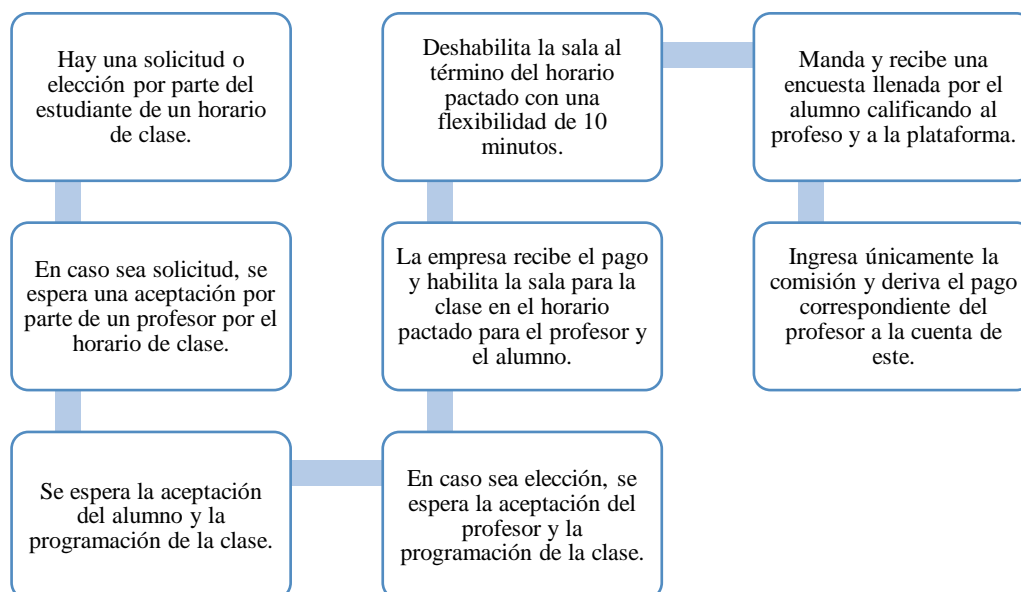 Hay una solicitud o
elección por parte del
estudiante de un horario
de clase.
En caso sea solicitud, se
espera una aceptación por
parte de un profesor por el
horario de clase.
Se espera la aceptación
del alumno y la
programación de la clase.
En caso sea elección, se
espera la aceptación del
profesor y la
programación de la clase.
La empresa recibe el pago
y habilita la sala para la
clase en el horario
pactado para el profesor y
el alumno.
Deshabilita la sala al
término del horario
pactado con una
flexibilidad de 10
minutos.
Manda y recibe una
encuesta llenada por el
alumno calificando al
profeso y a la plataforma.
Ingresa únicamente la
comisión y deriva el pago
correspondiente del
profesor a la cuenta de
este.